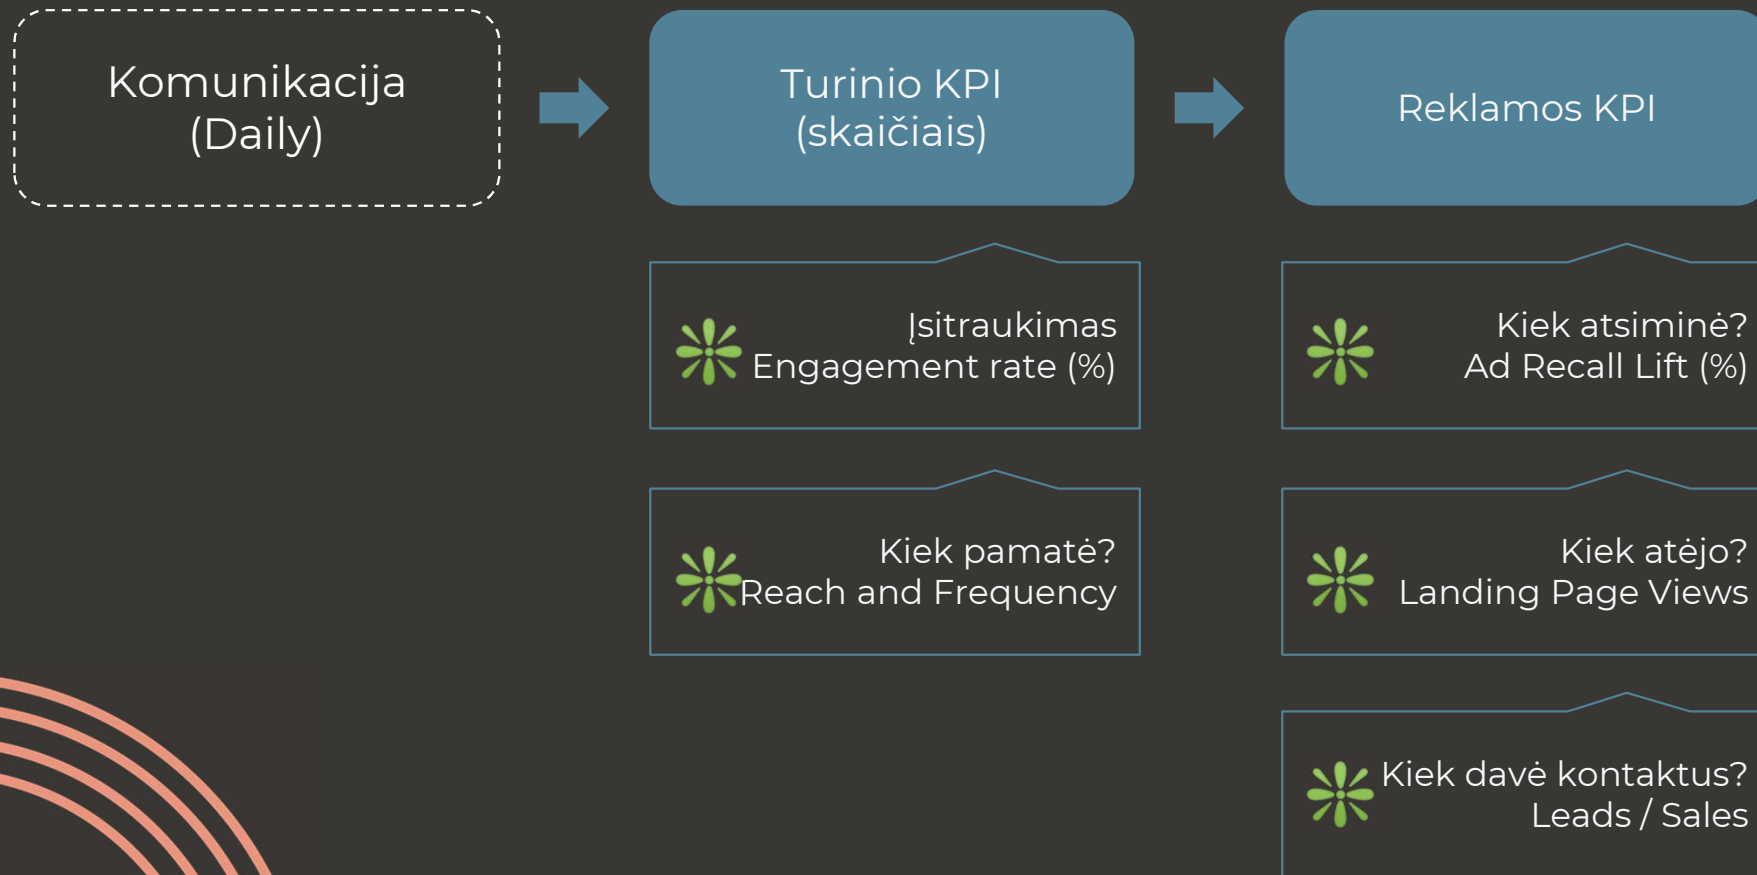 Komunikacija
(Daily)
Turinio KPI
(skaičiais)
Reklamos KPI
Įsitraukimas
Engagement rate (%)
Kiek pamatė?
Reach and Frequency
Kiek atsiminė?
Ad Recall Lift (%)
Kiek atėjo?
Landing Page Views
Kiek davė kontaktus?
Leads / Sales